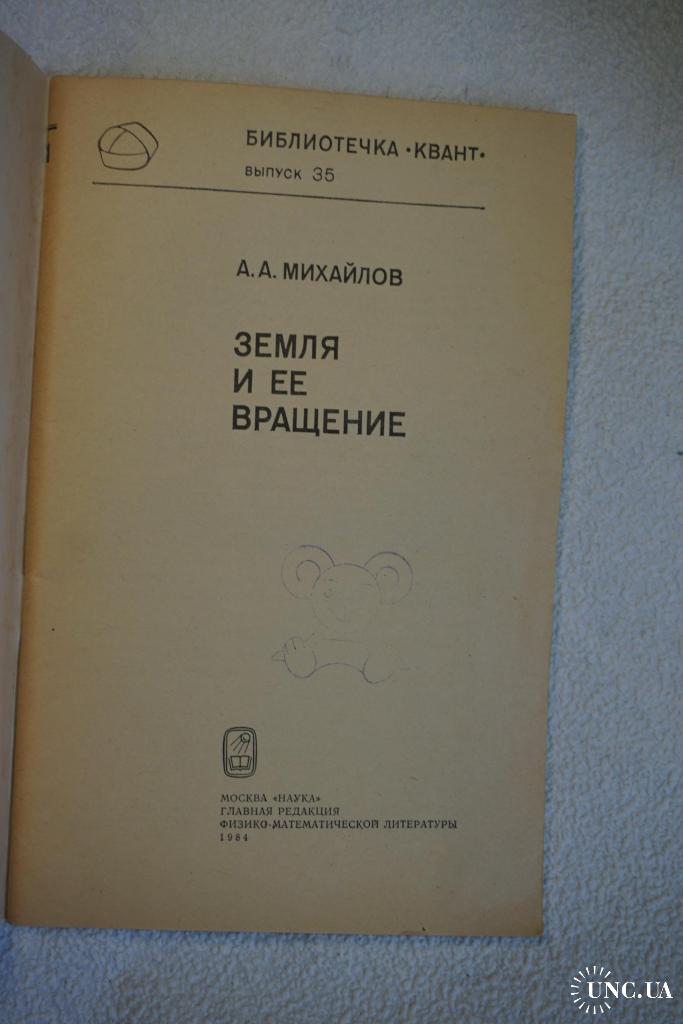 БИБЛИОТЕЧКА •КВАНТ•
ВЫПУСК 35
А. А. МИХАЙЛОВ
ЗЕМЛЯ
И ЕЕ
ВРАЩЕНИЕ
МОСКВА «НАУКА»
ГЛАВНАЯ РЕДАКЦИЯ
ФИЗИКО-МАТЕМАТИЧЕСКОЙ ЛИТЕРАТУРЫ
1984
UNC.UA